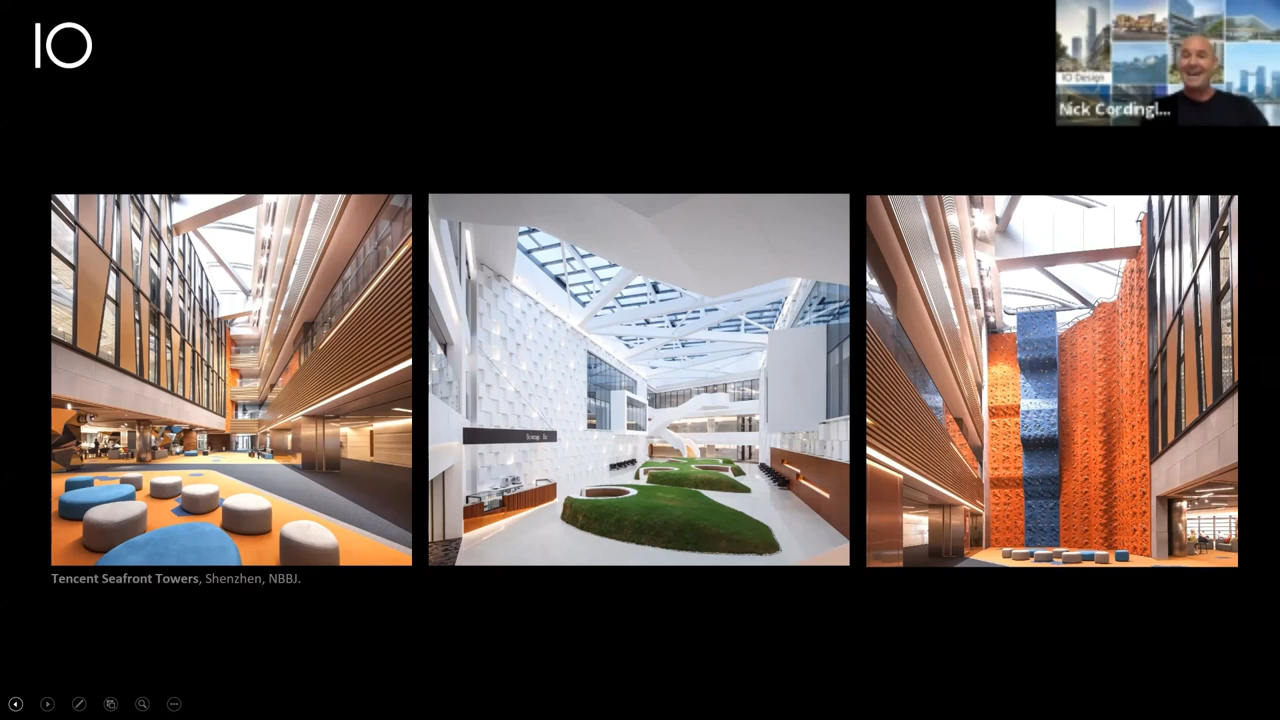 IO
IO Design
Nick Cordingl...
Tencent Seafront Towers, Shenzhen, NBBJ.